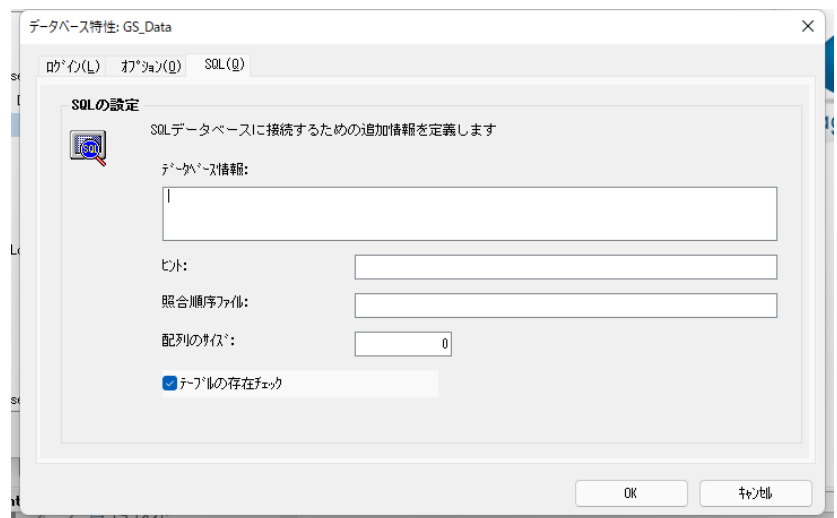 データベース特性: GS_Data
ﾛｸﾞｲﾝ(L) ｵﾌﾟｼｮﾝ(O) SQL(Q)
SQLの設定
SQLデータベースに接続するための追加情報を定義します
ﾃﾞｰﾀﾍﾞｰｽ情報:
ﾋﾝﾄ:
照合順序ﾌｧｲﾙ:
配列のｻｲｽﾞ: 0
ﾃｰﾌﾞﾙの存在ﾁｪｯｸ
OK ｷｬﾝｾﾙ